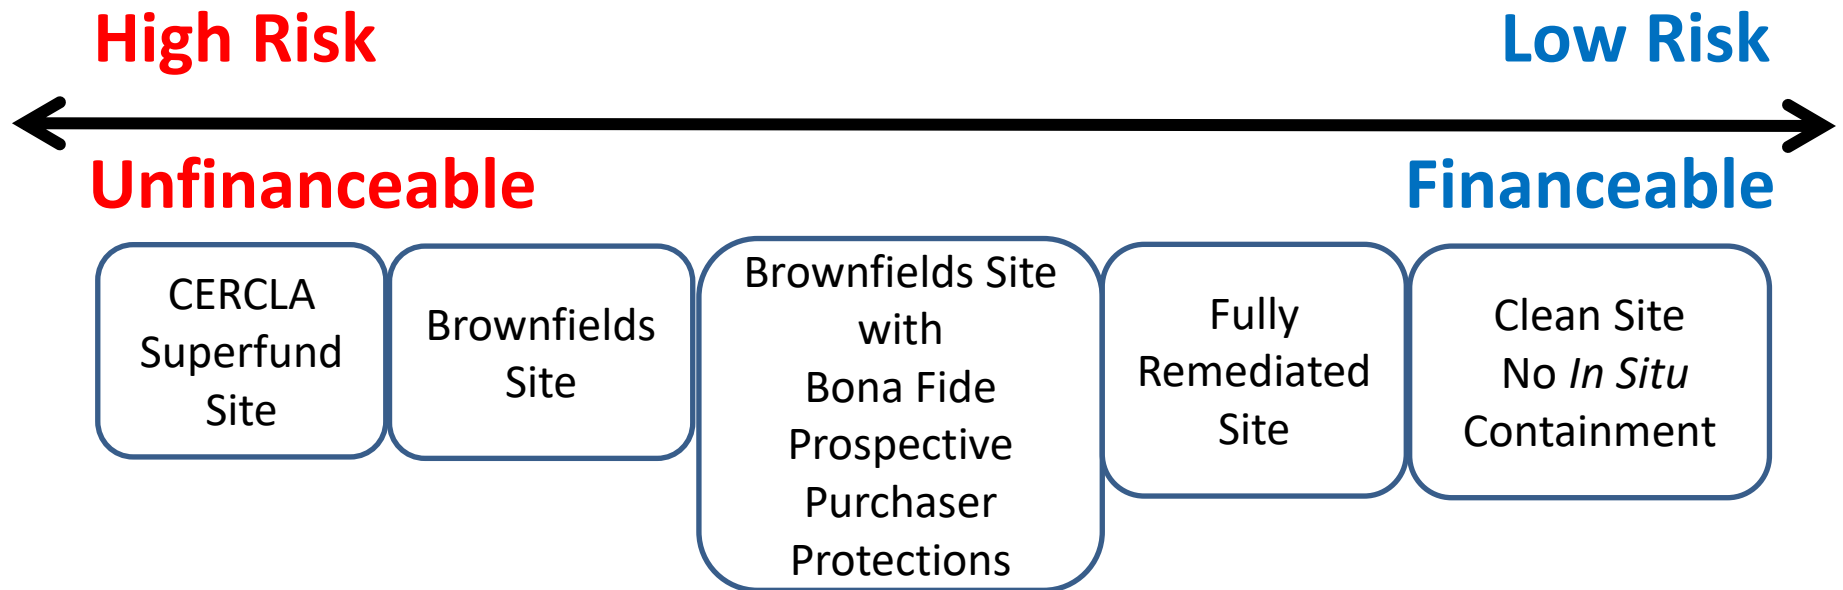 High Risk
Low Risk
Unfinanceable
Financeable
CERCLA
Superfund
Site
Brownfields
Site
Brownfields Site
with
Bona Fide
Prospective
Purchaser
Protections
Fully
Remediated
Site
Clean Site
No In Situ
Containment